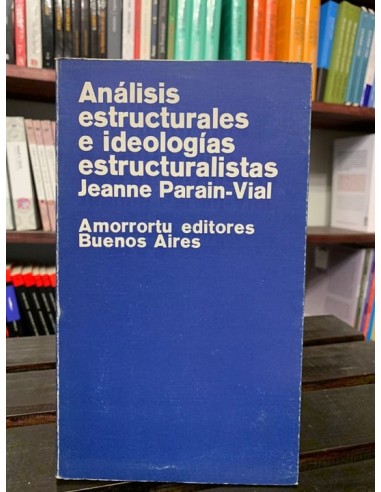 Análisis
estructurales
e ideologías
estructuralistas
Jeanne Parain-Vial
Amorrortu editores
Buenos Aires